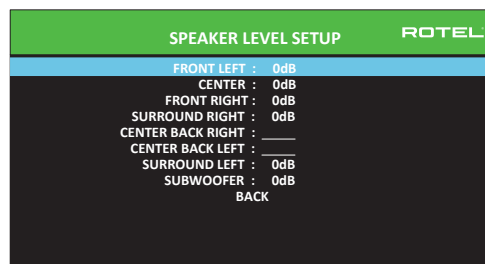 SPEAKER LEVEL SETUP
ROTEL
FRONT LEFT : 0dB
CENTER : 0dB
FRONT RIGHT : 0dB
SURROUND RIGHT : 0dB
CENTER BACK RIGHT : _____
CENTER BACK LEFT : _____
SURROUND LEFT : 0dB
SUBWOOFER : 0dB
BACK